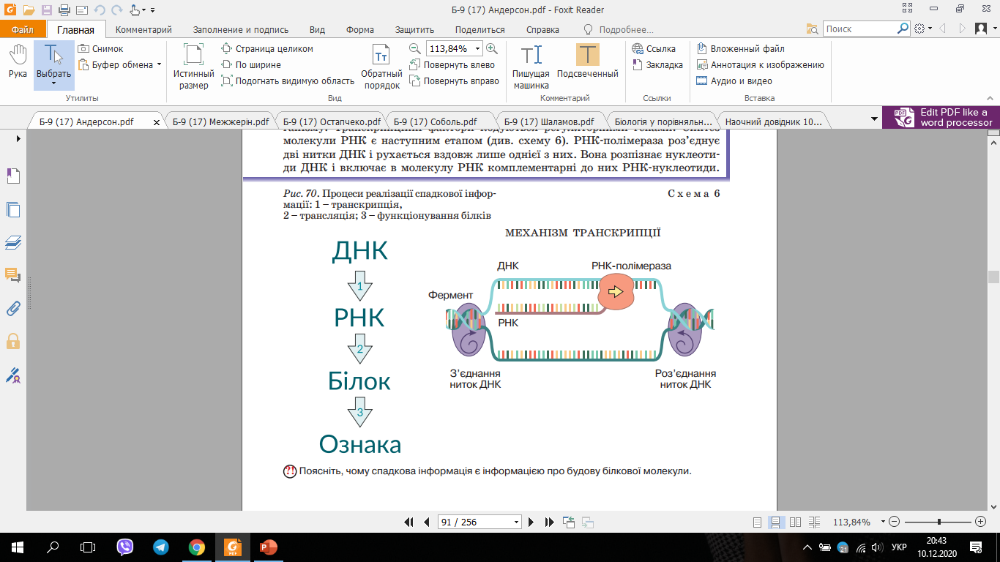 Б-9 (17) Андерсон.pdf - Foxit Reader
Файл Главная Комментарий Заполнение и подпись Вид Форма Защитить Поделиться Справка Подробнее... Поиск
Рука
Выбрать
Снимок
Буфер обмена
Утилиты
Истинный размер
Страница целиком
По ширине
Подогнать видимую область
Обратный порядок
113,84%
Повернуть влево
Повернуть вправо
Вид
Пишущая машинка
Подсвеченный
Комментарий
Ссылка
Закладка
Ссылки
Вложенный файл
Аннотация к изображению
Аудио и видео
Вставка
Б-9 (17) Андерсон.pdf Б-9 (17) Межжерін.pdf Б-9 (17) Остапчеко.pdf Б-9 (17) Соболь.pdf Б-9 (17) Шаламов.pdf Біологія у порівняльн... Наочний довідник 10...
Edit PDF like a
word processor
молекули РНК є наступним етапом (див. схему 6). РНК-полімераза роз’єднує
дві нитки ДНК і рухається вздовж лише однієї з них. Вона розпізнає нуклеоти-
ди ДНК і включає в молекулу РНК комплементарні до них РНК-нуклеотиди.
Рис. 70. Процеси реалізації спадкової інфор-
мації: 1 – транскрипція,
2 – трансляція; 3 – функціонування білків
Схема 6
ДНК
1
РНК
2
Білок
3
Ознака
МЕХАНІЗМ ТРАНСКРИПЦІЇ
ДНК РНК-полімераза
Фермент
РНК
З’єднання
ниток ДНК
Роз’єднання
ниток ДНК
?! Поясніть, чому спадкова інформація є інформацією про будову білкової молекули.
91 / 256
113,84%
21
УКР
20:43
10.12.2020